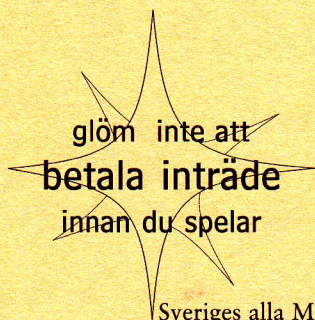 glöm inte att
betala inträde
innan du spelar
Sveriges alla M